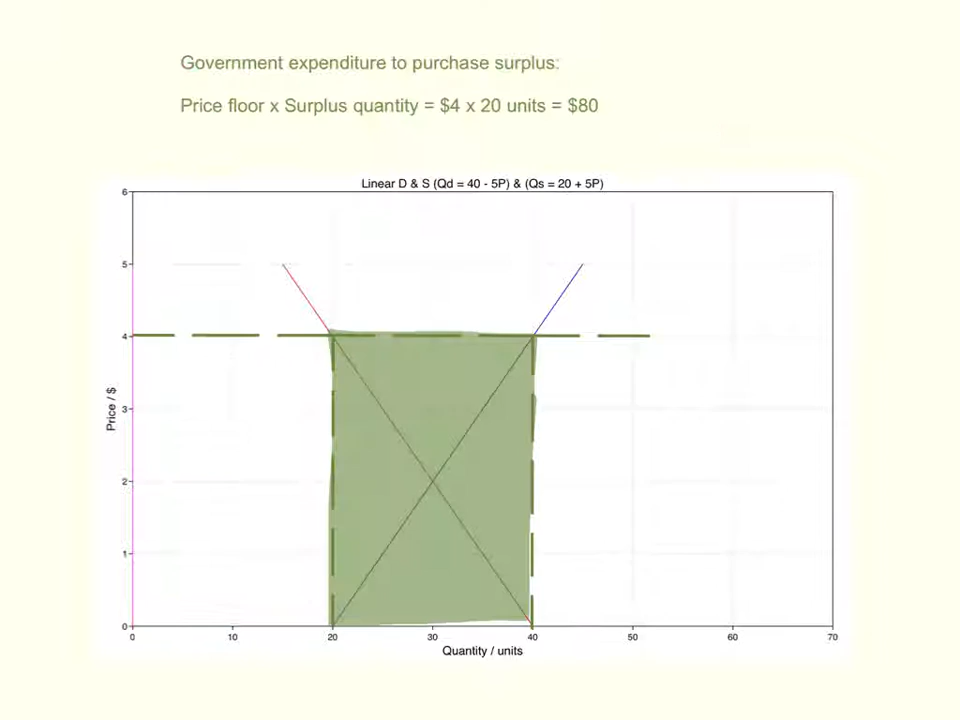 Government expenditure to purchase surplus:
Price floor x Surplus quantity = $4 x 20 units = $80
Linear D & S (Qd = 40 - 5P) & (Qs = 20 + 5P)
6
5
4
3
2
1
0
Price / $
0 10 20 30 40 50 60 70
Quantity / units